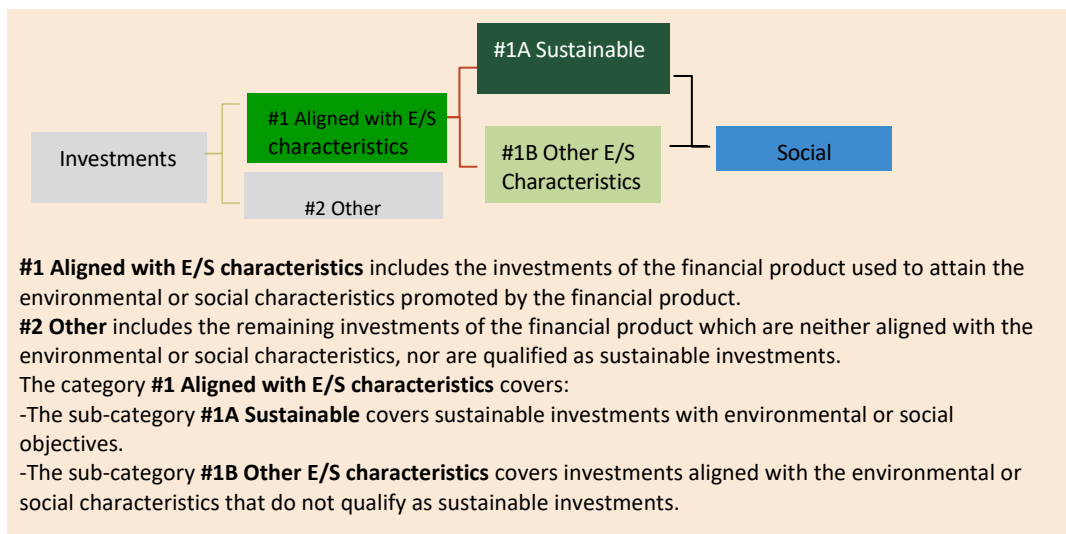 #1A Sustainable
#1 Aligned with E/S
characteristics
Investments
#1B Other E/S
Characteristics
Social
#2 Other
#1 Aligned with E/S characteristics includes the investments of the financial product used to attain the
environmental or social characteristics promoted by the financial product.
#2 Other includes the remaining investments of the financial product which are neither aligned with the
environmental or social characteristics, nor are qualified as sustainable investments.
The category #1 Aligned with E/S characteristics covers:
-The sub-category #1A Sustainable covers sustainable investments with environmental or social
objectives.
-The sub-category #1B Other E/S characteristics covers investments aligned with the environmental or
social characteristics that do not qualify as sustainable investments.